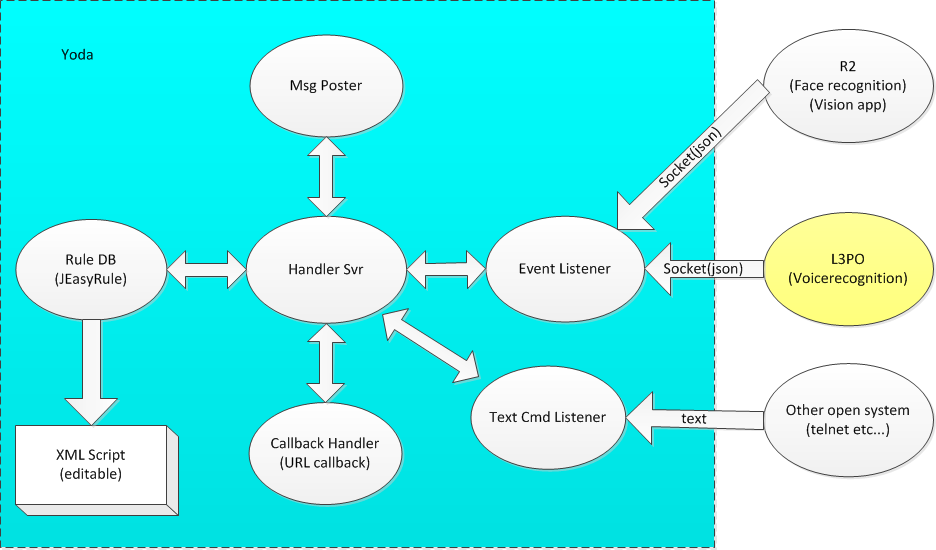 Yoda
Msg Poster
R2
(Face recognition)
(Vision app)
Socket(json)
Rule DB
(JEasyRule)
Handler Svr
Event Listener
Socket(json)
L3PO
(Voicerecognition)
XML Script
(editable)
Callback Handler
(URL callback)
Text Cmd Listener
text
Other open system
(telnet etc...)